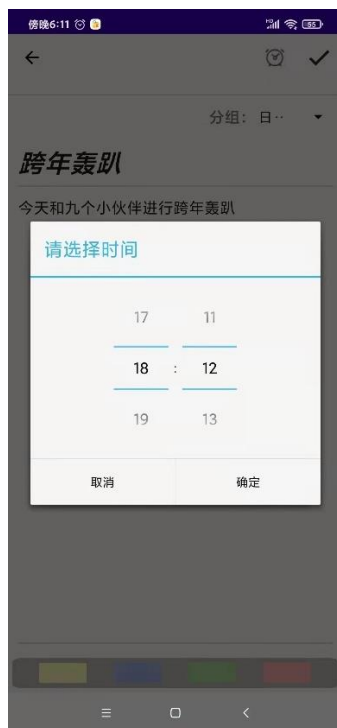 傍晚6:11
55
分组： 日··
跨年轰趴
今天和九个小伙伴进行跨年轰趴
请选择时间
17 11
18 : 12
19 13
取消 确定